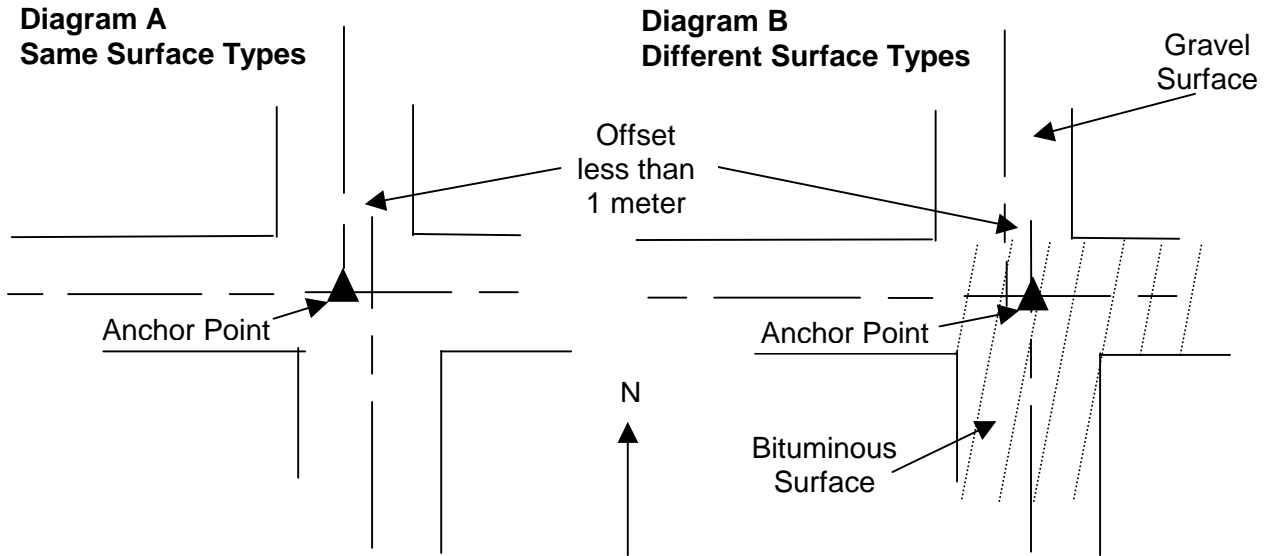 Diagram A
Same Surface Types
Diagram B
Different Surface Types
Gravel
Surface
Offset
less than
1 meter
Anchor Point
Anchor Point
N
Bituminous
Surface